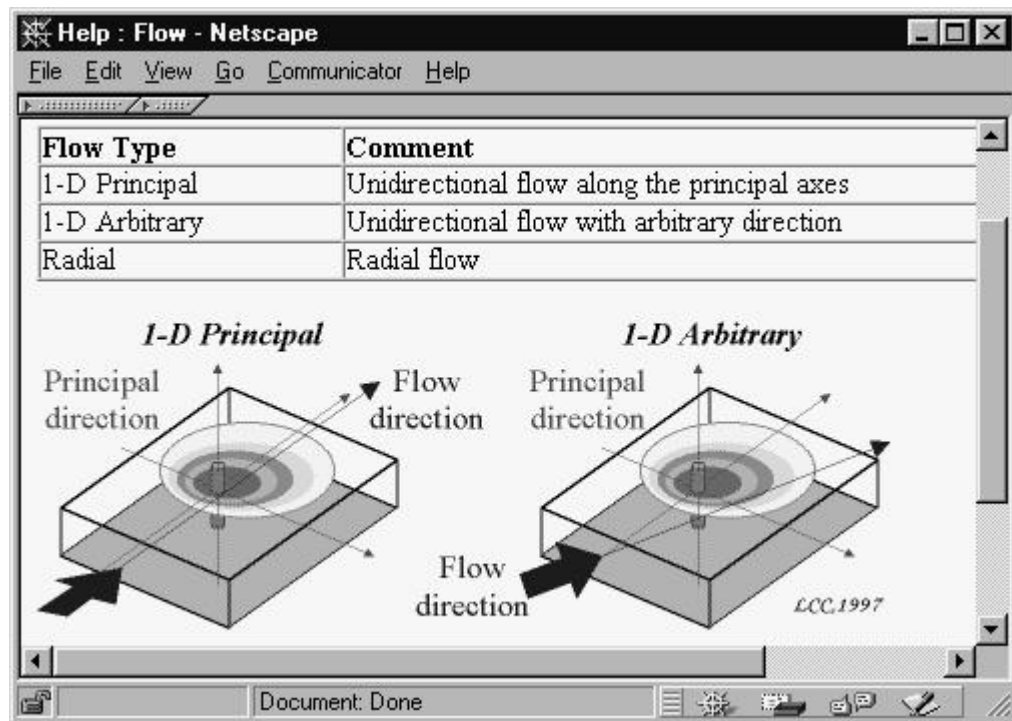 Help : Flow - Netscape
File Edit View Go Communicator Help
Flow Type Comment
1-D Principal Unidirectional flow along the principal axes
1-D Arbitrary Unidirectional flow with arbitrary direction
Radial Radial flow
1-D Principal 1-D Arbitrary
Principal direction
Flow direction
Principal direction
Flow direction
LCC,1997
Document: Done